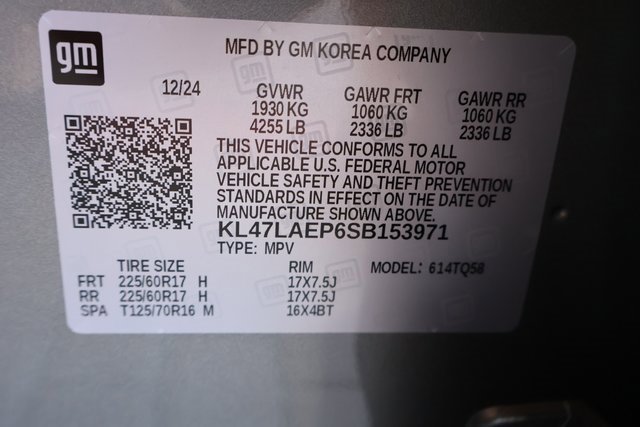 gm
MFD BY GM KOREA COMPANY
12/24
GVWR GAWR FRT GAWR RR
1930 KG 1060 KG 1060 KG
4255 LB 2336 LB 2336 LB
THIS VEHICLE CONFORMS TO ALL
APPLICABLE U.S. FEDERAL MOTOR
VEHICLE SAFETY AND THEFT PREVENTION
STANDARDS IN EFFECT ON THE DATE OF
MANUFACTURE SHOWN ABOVE.
KL47LAEP6SB153971
TYPE: MPV
TIRE SIZE RIM MODEL: 614TQ58
FRT 225/60R17 H 17X7.5J
RR 225/60R17 H 17X7.5J
SPA T125/70R16 M 16X4BT